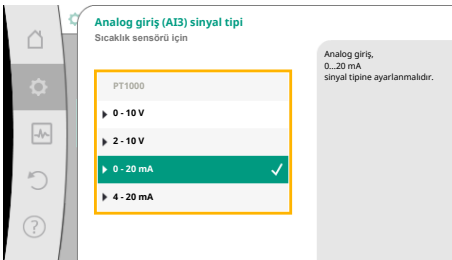 Analog giriş (AI3) sinyal tipi
Sıcaklık sensörü için
PT1000
0 - 10 V
2 - 10 V
0 - 20 mA
4 - 20 mA
Analog giriş,
0...20 mA
sinyal tipine ayarlanmalıdır.
?